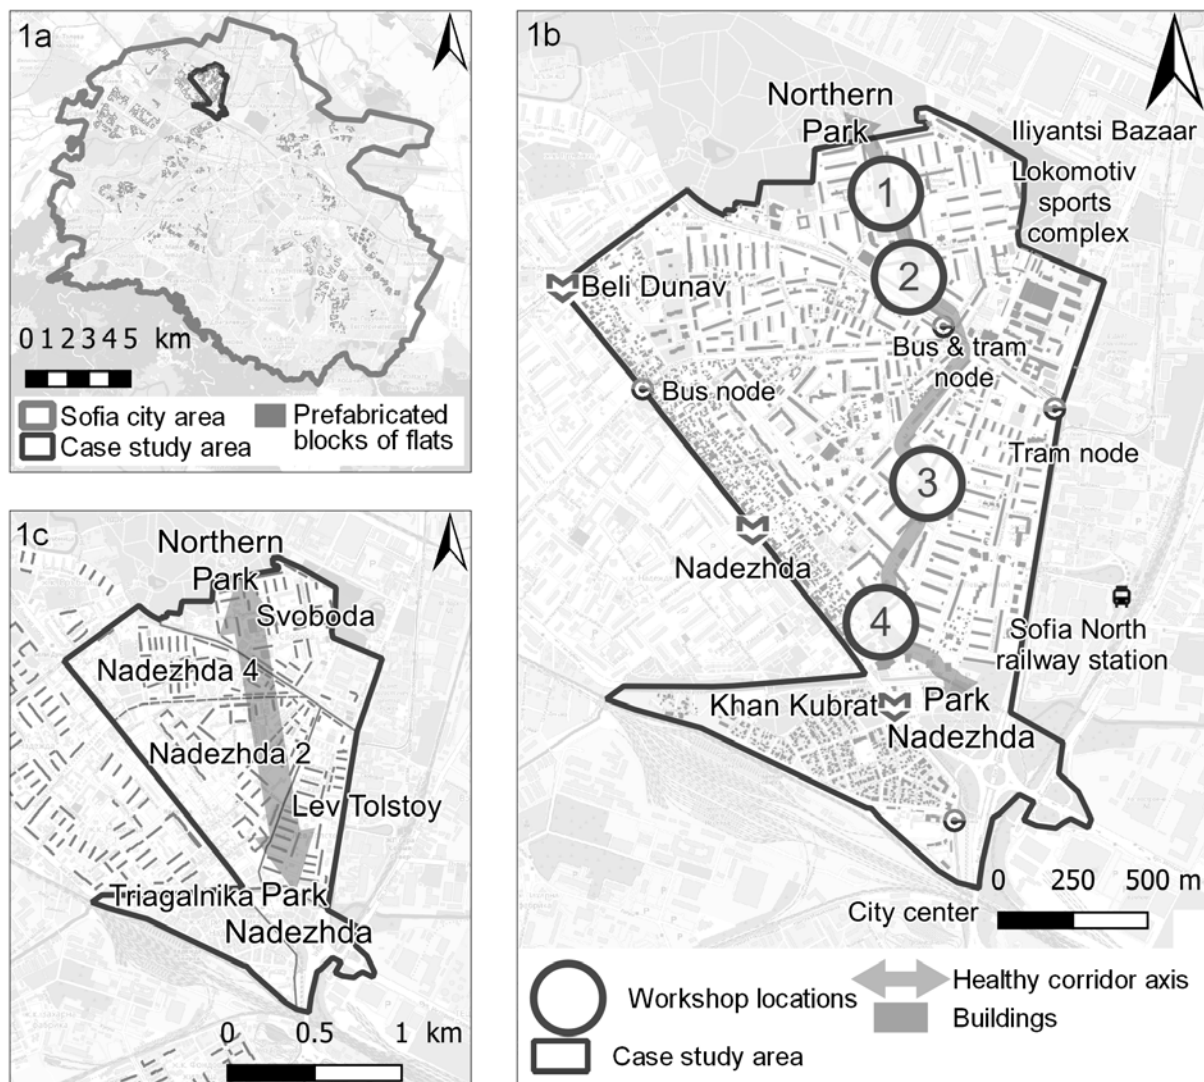 1a
0 1 2 3 4 5 km
Sofia city area
Case study area
Prefabricated
blocks of flats
1b
Northern
Park
Iliyantsi Bazaar
Lokomotiv
sports
complex
1
2
Beli Dunav
Bus & tram
node
Bus node
Tram node
3
Nadezhda
4
Sofia North
railway station
Khan Kubrat
Park
Nadezhda
City center
0 250 500 m
Workshop locations
Healthy corridor axis
Buildings
Case study area
1c
Northern
Park
Svoboda
Nadezhda 4
Nadezhda 2
Lev Tolstoy
Triagalnika
Park
Nadezhda
0 0.5 1 km